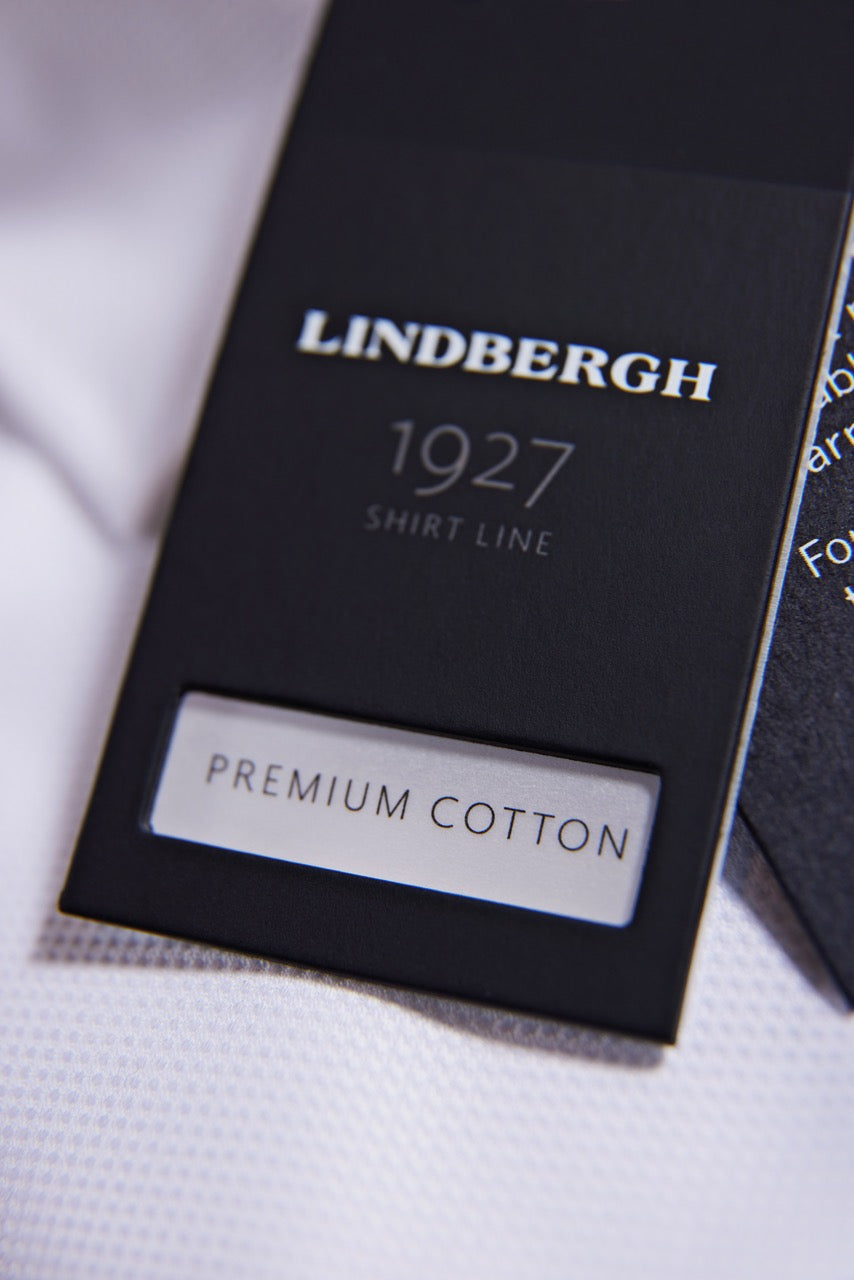 LINDBERGH
1927
SHIRT LINE
PREMIUM COTTON